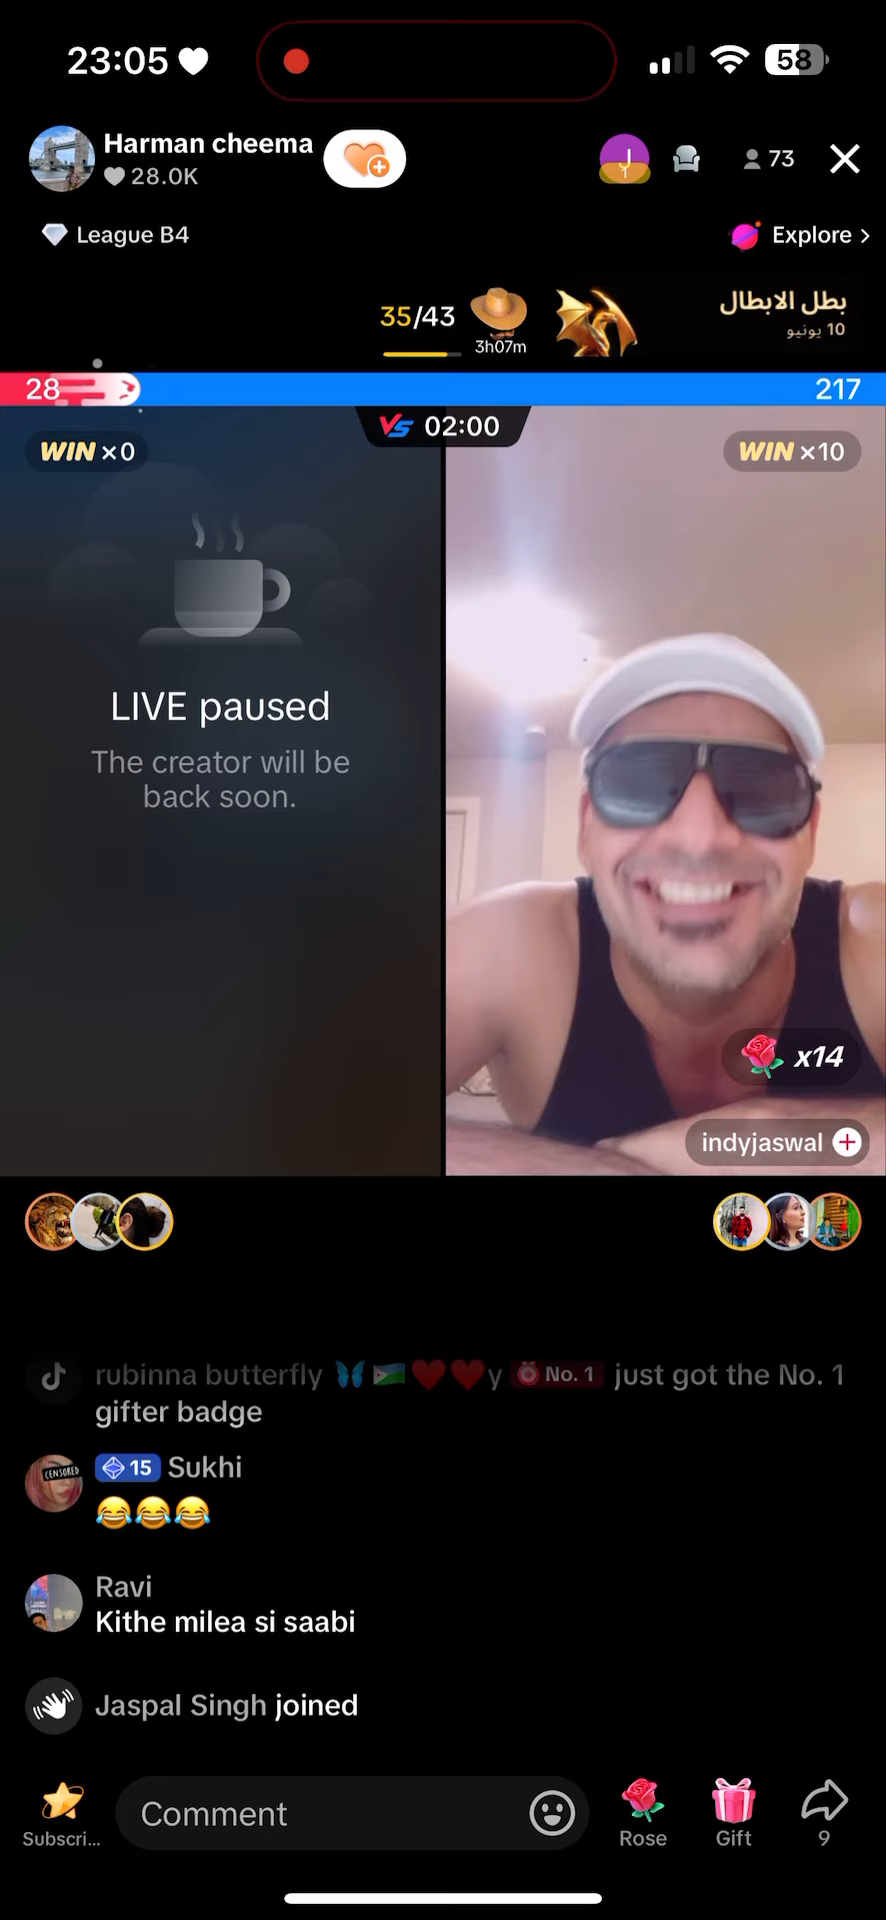 23:05
58
Harman cheema
28.0K
73
League B4
Explore >
35/43
3h07m
بطل الابطال
10 يونيو
28
217
VS 02:00
WIN x0
WIN x10
LIVE paused
The creator will be
back soon.
x14
indyjaswal
rubinna butterfly 🦋🇩🇯❤️❤️y No. 1 just got the No. 1
gifter badge
CENSORED
15 Sukhi
😂😂😂
Ravi
Kithe milea si saabi
Jaspal Singh joined
Comment
Subscri...
Rose
Gift
9